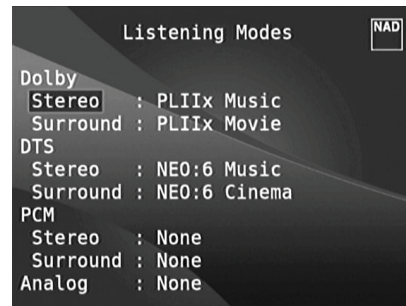 Listening Modes
NAD
Dolby
Stereo : PLIIx Music
Surround : PLIIx Movie
DTS
Stereo : NEO:6 Music
Surround : NEO:6 Cinema
PCM
Stereo : None
Surround : None
Analog : None